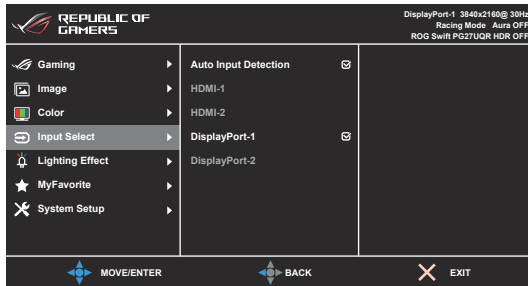 REPUBLIC OF
GAMERS
DisplayPort-1 3840x2160@ 30Hz
Racing Mode Aura OFF
ROG Swift PG27UQR HDR OFF
Gaming
Image
Color
Input Select
Lighting Effect
MyFavorite
System Setup
Auto Input Detection
HDMI-1
HDMI-2
DisplayPort-1
DisplayPort-2
MOVE/ENTER
BACK
EXIT